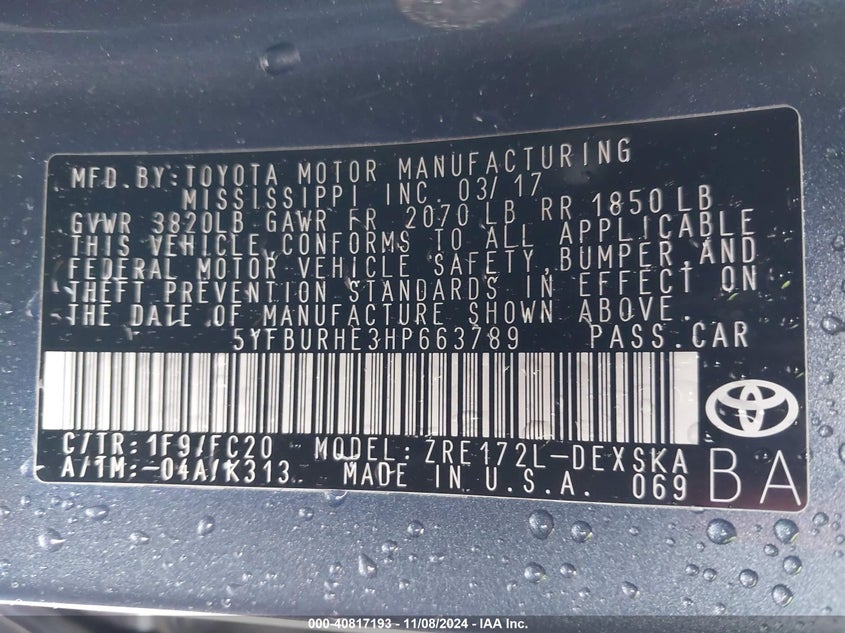 MFD.BY:TOYOTA MOTOR MANUFACTURING
MISSISSIPPI INC. 03/17
GVWR 3820LB GAWR FR 2070 LB RR 1850LB
THIS VEHICLE CONFORMS TO ALL APPLICABLE
FEDERAL MOTOR VEHICLE SAFETY,BUMPER,AND
THEFT PREVENTION STANDARDS IN EFFECT ON
THE DATE OF MANUFACTURE SHOWN ABOVE.
5YFBURHE3HP663789 PASS.CAR
C/TR:1F9/FC20 MODEL:ZRE172L-DEXSKA
A/TM:-04A/K313 MADE IN U.S.A. 069
BA
000-40817193 - 11/08/2024 - IAA Inc.